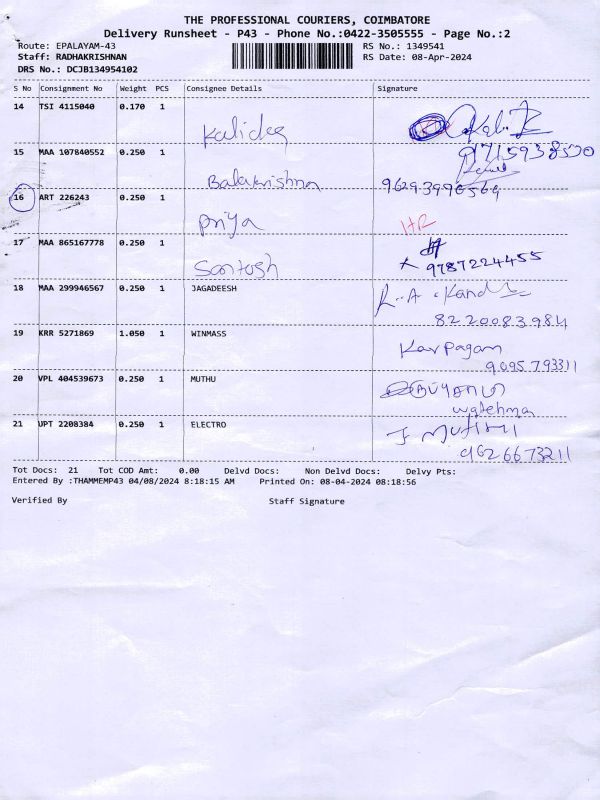 THE PROFESSIONAL COURIERS, COIMBATORE
Delivery Runsheet - P43 - Phone No.:0422-3505555 - Page No.:2
Route: EPALAYAM-43 RS No.: 1349541
Staff: RADHAKRISHNAN RS Date: 08-Apr-2024
DRS No.: DCJB134954102
S No Consignment No Weight PCS Consignee Details Signature
14 TSI 4115040 0.170 1
Kalidas
9715938500
15 MAA 107840552 0.250 1
Balakrishna 9629399656
16 ART 226243 0.250 1
Priya HR
17 MAA 865167778 0.250 1
Santosh 9787224455
18 MAA 299946567 0.250 1 JAGADEESH
8220083984
19 KRR 5271869 1.050 1 WINMASS
Karpagam
9095793311
20 VPL 404539673 0.250 1 MUTHU
watchman
21 UPT 2208384 0.250 1 ELECTRO
9626673211
Tot Docs: 21 Tot COD Amt: 0.00 Delvd Docs: Non Delvd Docs: Delvy Pts:
Entered By :THAMMEMP43 04/08/2024 8:18:15 AM Printed On: 08-04-2024 08:18:56
Verified By Staff Signature